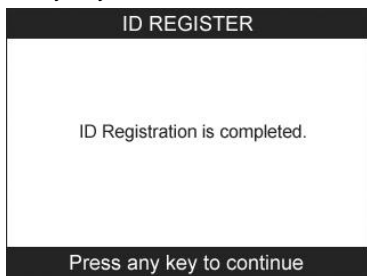 ID REGISTER
ID Registration is completed.
Press any key to continue